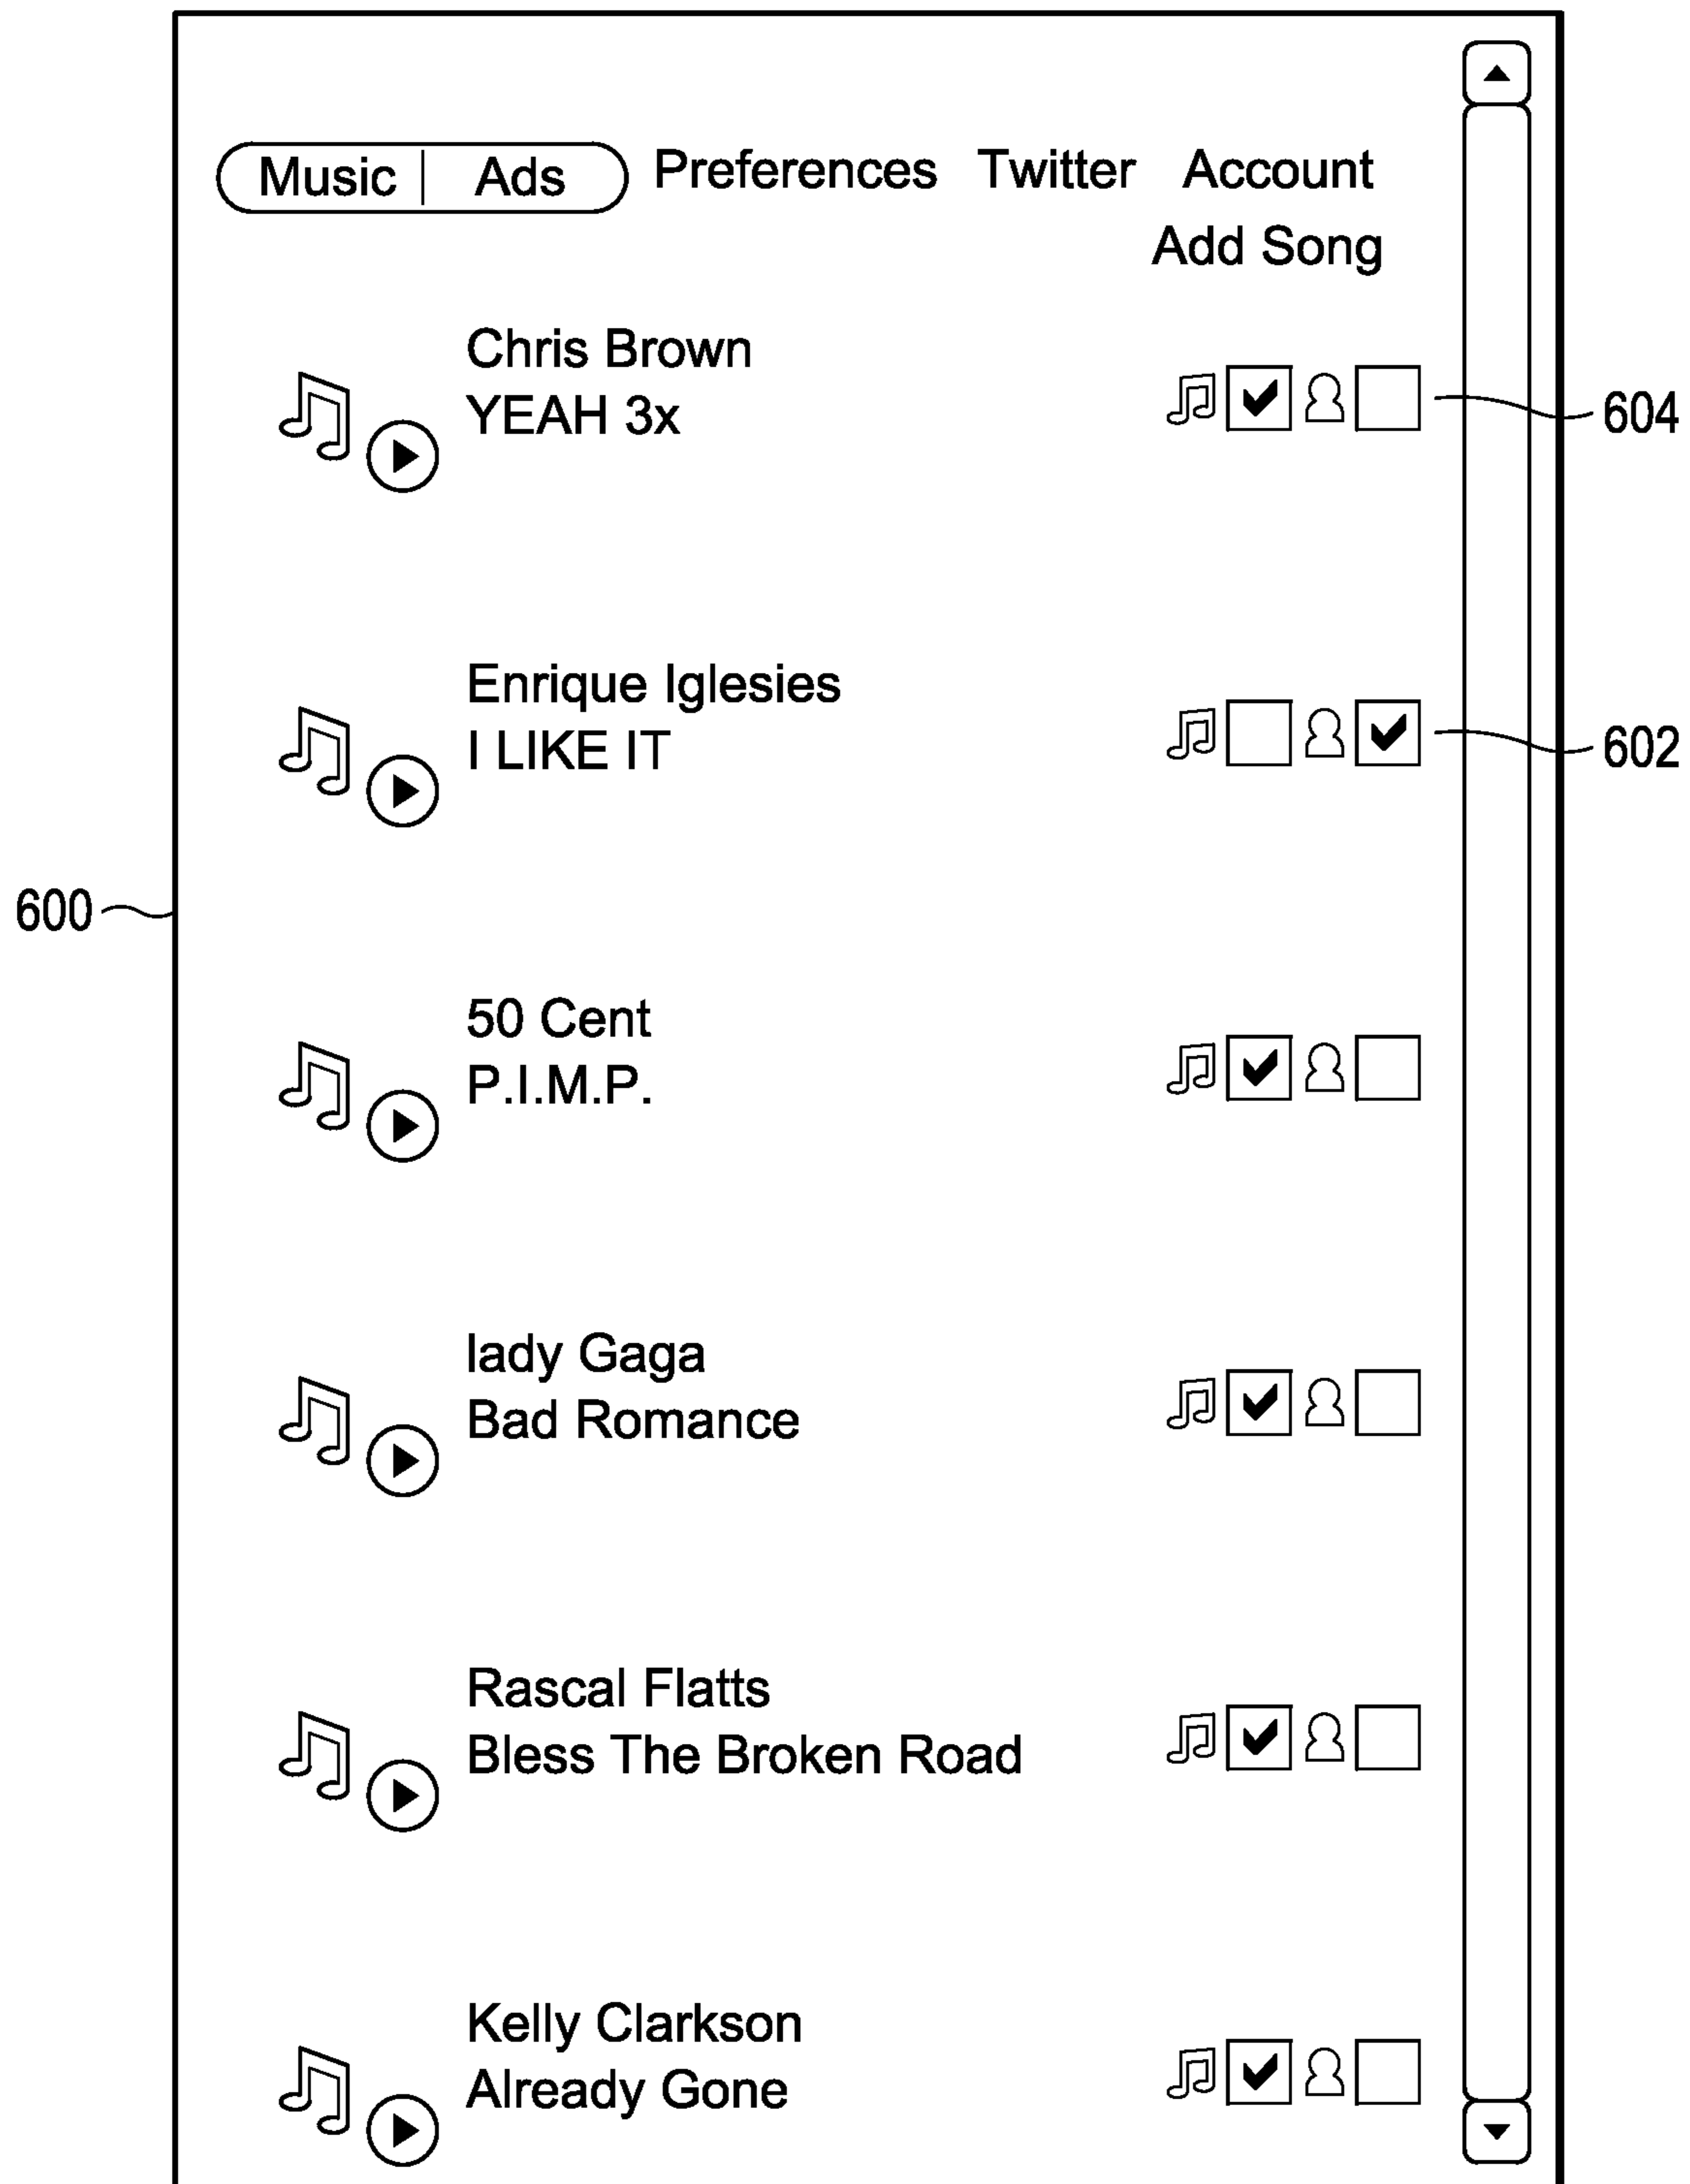 Music | Ads Preferences Twitter Account
Add Song
Chris Brown
YEAH 3x
604
Enrique Iglesies
I LIKE IT
602
600
50 Cent
P.I.M.P.
lady Gaga
Bad Romance
Rascal Flatts
Bless The Broken Road
Kelly Clarkson
Already Gone